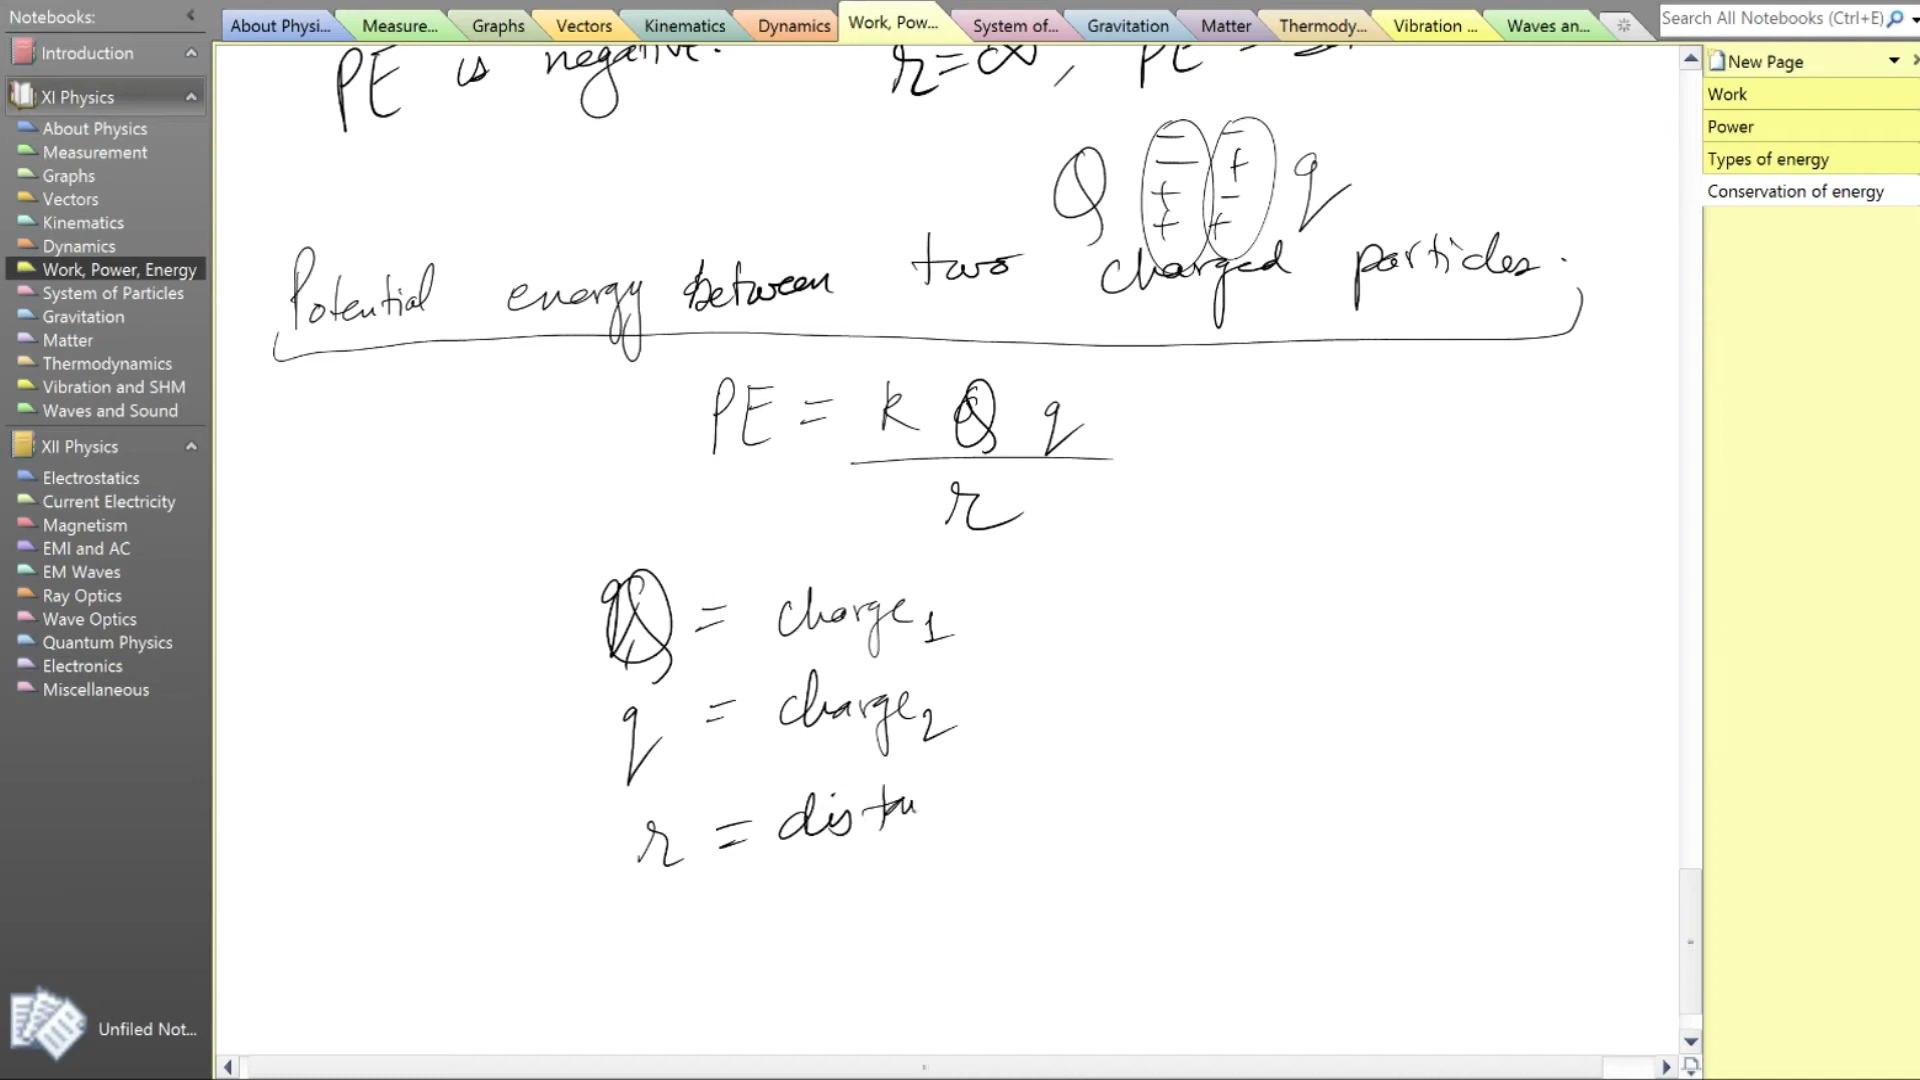 Notebooks:
Introduction
XI Physics
About Physics
Measurement
Graphs
Vectors
Kinematics
Dynamics
Work, Power, Energy
System of Particles
Gravitation
Matter
Thermodynamics
Vibration and SHM
Waves and Sound
XII Physics
Electrostatics
Current Electricity
Magnetism
EMI and AC
EM Waves
Ray Optics
Wave Optics
Quantum Physics
Electronics
Miscellaneous
Unfiled Not...
About Physi... Measure... Graphs Vectors Kinematics Dynamics Work, Pow... System of... Gravitation Matter Thermody... Vibration ... Waves an...
Search All Notebooks (Ctrl+E)
PE is negative. r=∞, PE =
Q − − + + − + − + q
Potential energy between two charged particles.
PE = k Q q
r
Q = charge1
q = charge2
r = dis
New Page
Work
Power
Types of energy
Conservation of energy